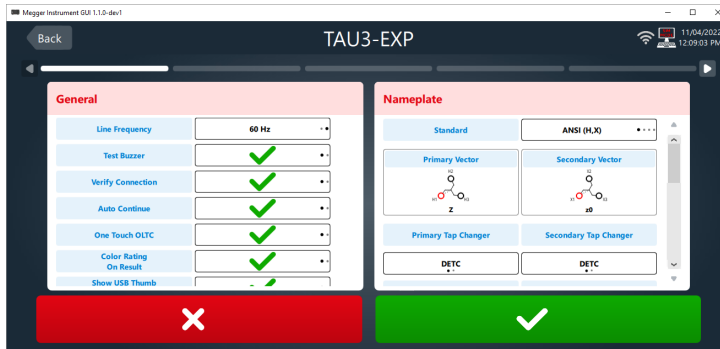 Megger Instrument GUI 1.1.0-dev1
Back
TAU3-EXP
11/04/2022
12:09:03 PM
General
Line Frequency
60 Hz
Test Buzzer
Verify Connection
Auto Continue
One Touch OLTC
Color Rating
On Result
Show USB Thumb
Nameplate
Standard
ANSI (H,X)
Primary Vector
H2
H1
H3
Z
Secondary Vector
X2
X1
X3
z0
Primary Tap Changer
Secondary Tap Changer
DETC
DETC